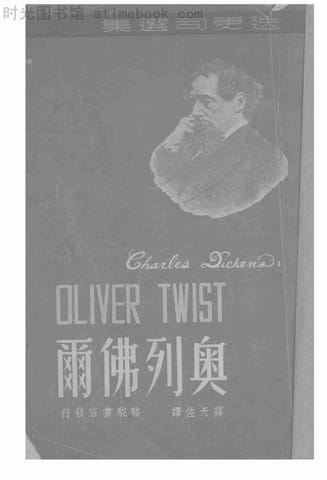 时光图书馆 atimebook.com
迭更司選集
Charles Dickens:
OLIVER TWIST
奧列佛爾
蔣天佐譯 駱駝書店發行